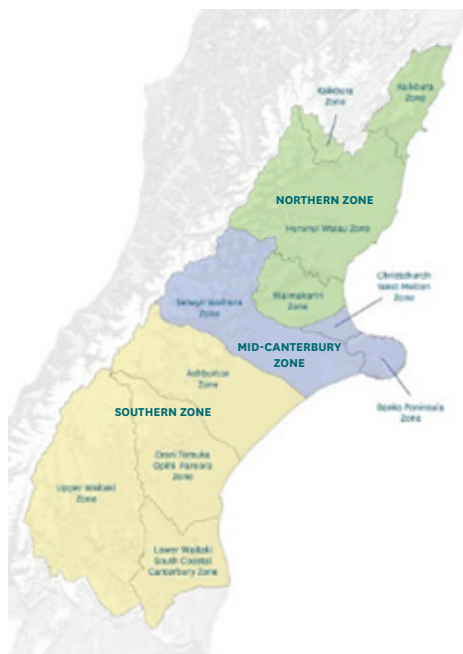 Kaikōura
Zone
Kaikōura
Zone
NORTHERN ZONE
Hurunui Waiau Zone
Waimakariri
Zone
Christchurch
West Melton
Zone
Selwyn Waihora
Zone
MID-CANTERBURY
ZONE
Banks Peninsula
Zone
Ashburton
Zone
SOUTHERN ZONE
Orari Temuka
Opihi Pareora
Zone
Upper Waitaki
Zone
Lower Waitaki
South Coastal
Canterbury Zone